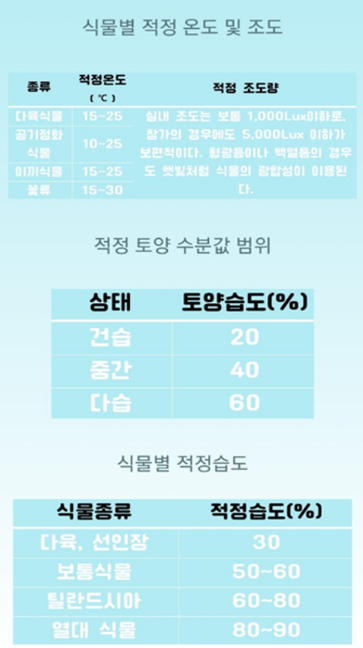 식물별 적정 온도 및 조도
종류 적정온도 (℃) 적정 조도량
다육식물 15~25 실내 조도는 보통 1,000Lux이하로,
공기정화 식물 10~25 창가의 경우에도 5,000Lux 이하가
보편적이다. 형광등이나 백열등의 경우
이끼식물 15~25 도 햇빛처럼 식물의 광합성이 이용된
꽃류 15~30 다.
적정 토양 수분값 범위
상태 토양습도(%)
건습 20
중간 40
다습 60
식물별 적정습도
식물종류 적정습도(%)
다육, 선인장 30
보통식물 50~60
틸란드시아 60~80
열대 식물 80~90